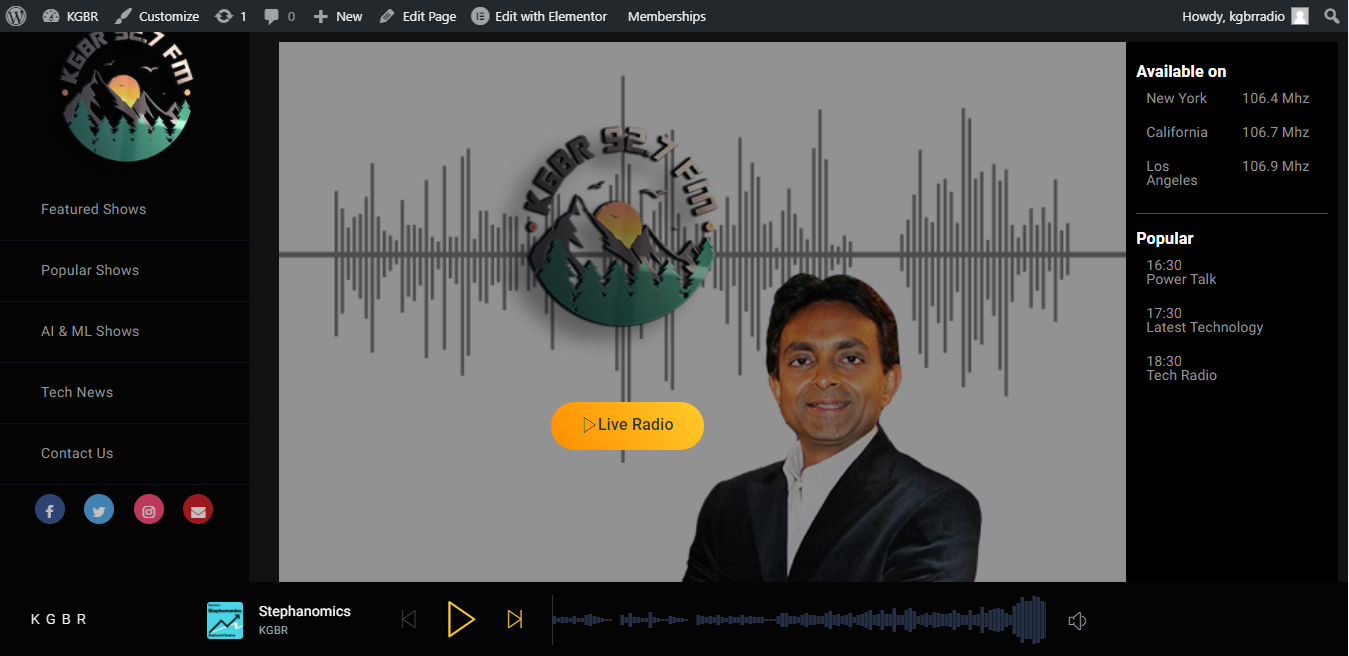 KGBR
Customize
1
0
New
Edit Page
Edit with Elementor
Memberships
Howdy, kgbrradio
KGBR 92.7 FM
Featured Shows
Popular Shows
AI & ML Shows
Tech News
Contact Us
KGBR 92.7 FM
Live Radio
Available on
New York 106.4 Mhz
California 106.7 Mhz
Los 106.9 Mhz
Angeles
Popular
16:30
Power Talk
17:30
Latest Technology
18:30
Tech Radio
KGBR
Stephanomics
Stephanomics
KGBR